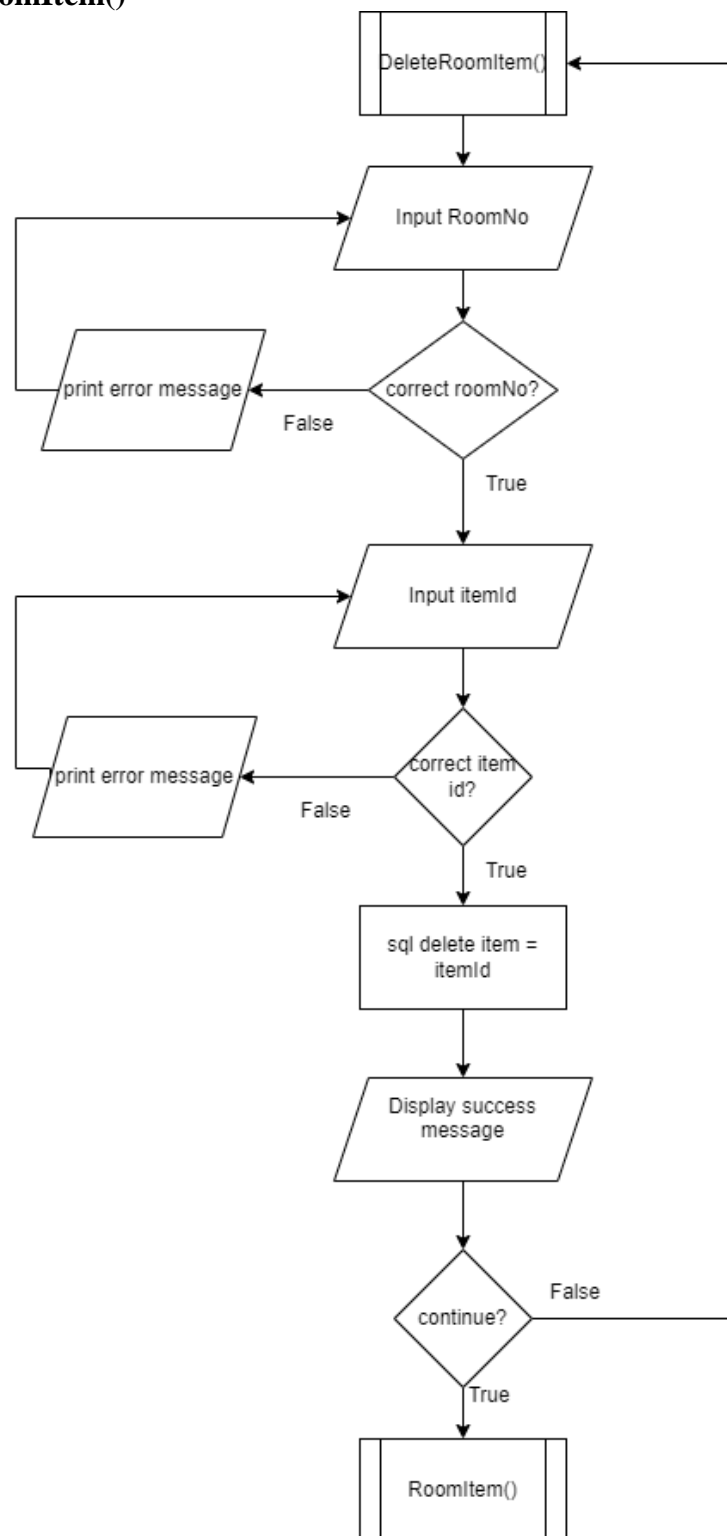 omItem()
DeleteRoomItem()
Input RoomNo
correct roomNo?
print error message
False
True
Input itemId
correct item
id?
print error message
False
True
sql delete item =
itemId
Display success
message
continue?
False
True
RoomItem()